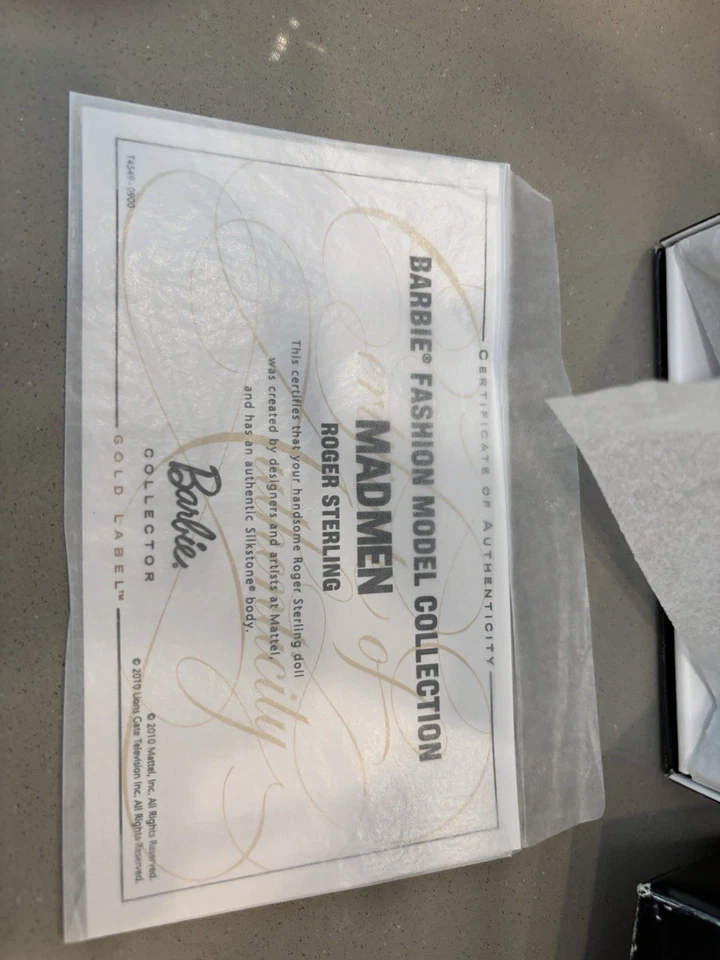 CERTIFICATE OF AUTHENTICITY
BARBIE® FASHION MODEL COLLECTION
MADMEN
ROGER STERLING
This certifies that your handsome Roger Sterling doll
was created by designers and artists at Mattel,
and has an authentic Silkstone® body.
Barbie®
COLLECTOR
GOLD LABEL™
T4549-0900
© 2010 Mattel, Inc. All Rights Reserved.
© 2010 Lions Gate Television Inc. All Rights Reserved.